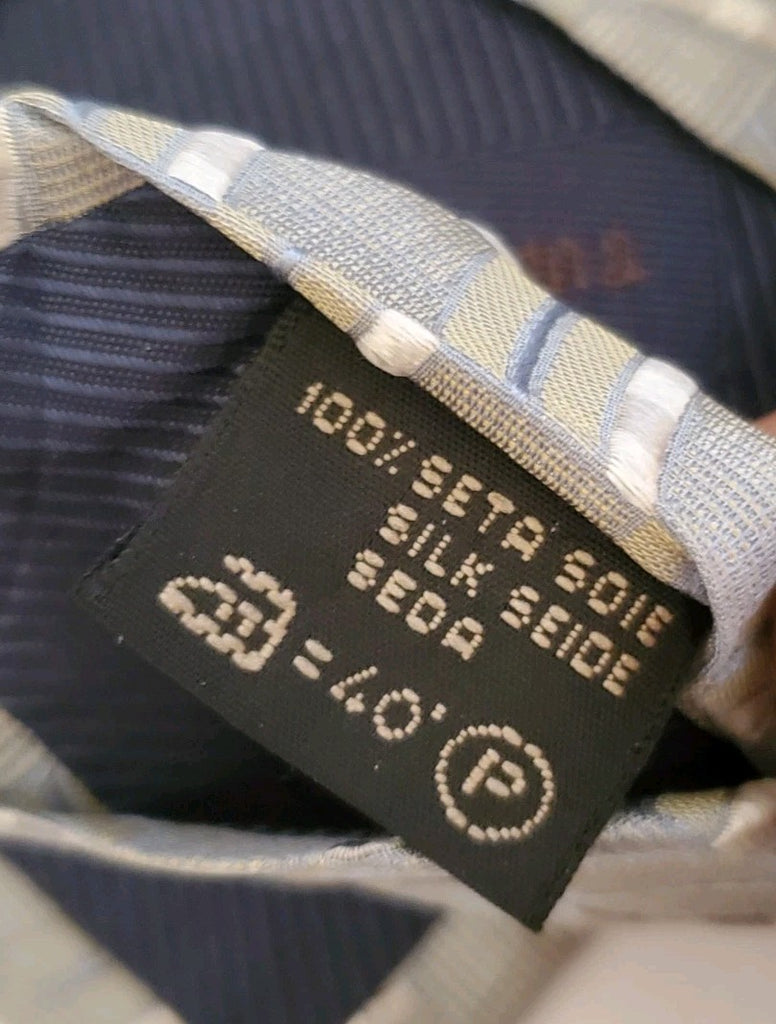 100% SETA SOIE
SILK SEIDE
SEDA
= 40°
P